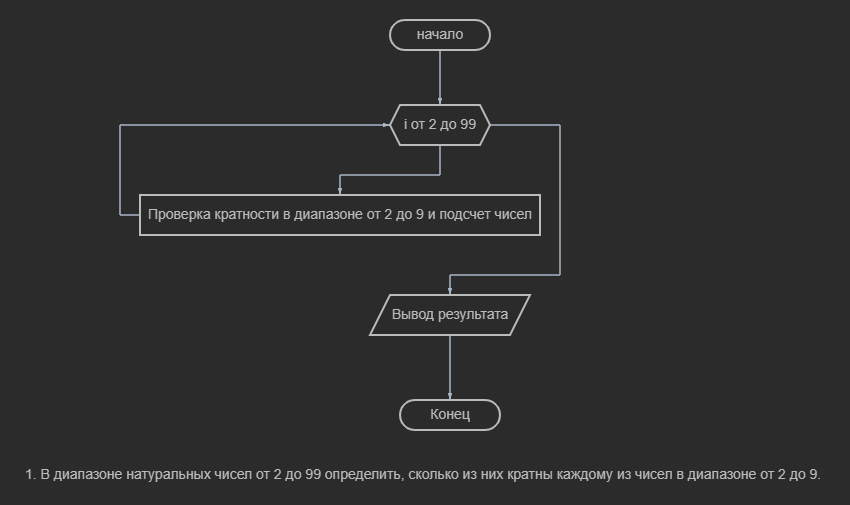 начало
i от 2 до 99
Проверка кратности в диапазоне от 2 до 9 и подсчет чисел
Вывод результата
Конец
1. В диапазоне натуральных чисел от 2 до 99 определить, сколько из них кратны каждому из чисел в диапазоне от 2 до 9.